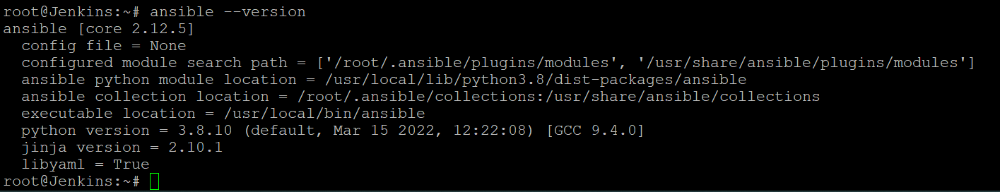 root@Jenkins:~# ansible --version
ansible [core 2.12.5]
  config file = None
  configured module search path = ['/root/.ansible/plugins/modules', '/usr/share/ansible/plugins/modules']
  ansible python module location = /usr/local/lib/python3.8/dist-packages/ansible
  ansible collection location = /root/.ansible/collections:/usr/share/ansible/collections
  executable location = /usr/local/bin/ansible
  python version = 3.8.10 (default, Mar 15 2022, 12:22:08) [GCC 9.4.0]
  jinja version = 2.10.1
  libyaml = True
root@Jenkins:~#